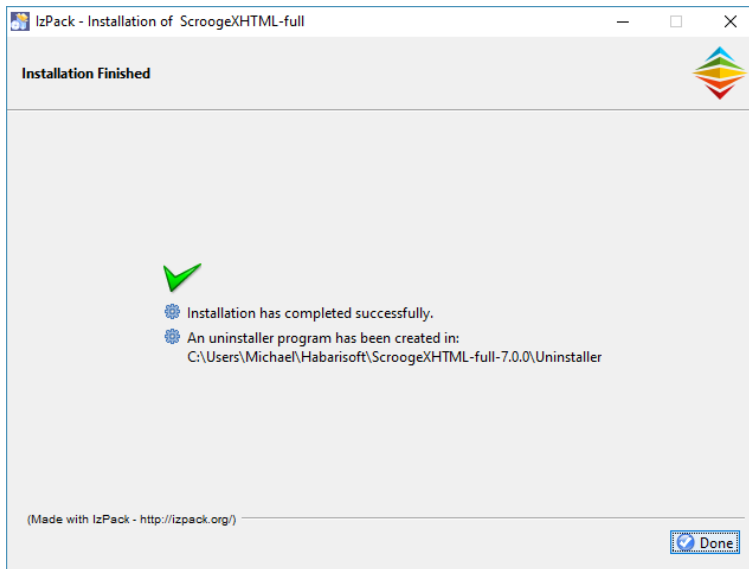 IzPack - Installation of ScroogeXHTML-full
Installation Finished
Installation has completed successfully.
An uninstaller program has been created in:
C:\Users\Michael\Habarisoft\ScroogeXHTML-full-7.0.0\Uninstaller
(Made with IzPack - http://izpack.org/)
Done